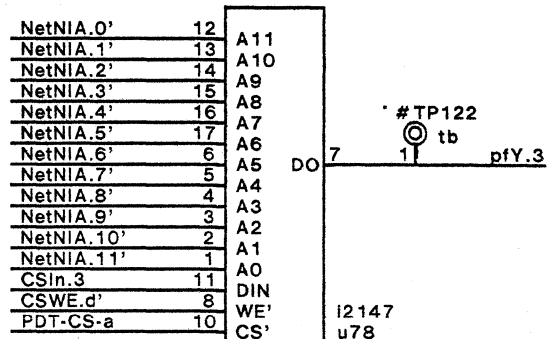 NetNIA.0' 12 A11
NetNIA.1' 13 A10
NetNIA.2' 14 A9
NetNIA.3' 15 A8
NetNIA.4' 16 A7
NetNIA.5' 17 A6
NetNIA.6' 6 A5 DO 7 1 pfY.3
#TP122
tb
NetNIA.7' 5 A4
NetNIA.8' 4 A3
NetNIA.9' 3 A2
NetNIA.10' 2 A1
NetNIA.11' 1 A0
CSIn.3 11 DIN
CSWE.d' 8 WE' i2147
PDT-CS-a 10 CS' u78